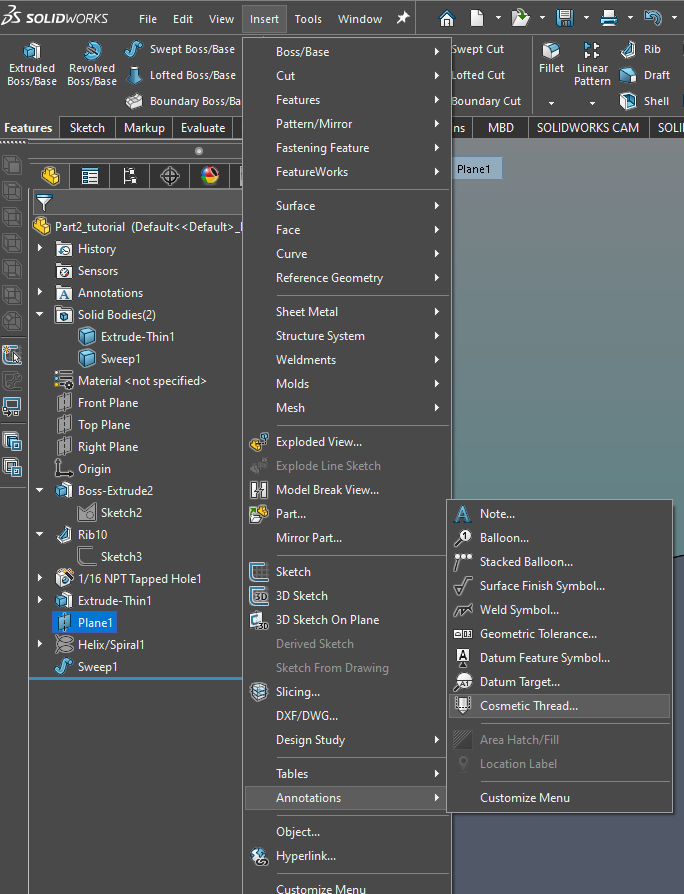 SOLIDWORKS File Edit View Insert Tools Window
Extruded Boss/Base
Revolved Boss/Base
Swept Boss/Base
Lofted Boss/Base
Boundary Boss/Ba
Swept Cut
Lofted Cut
Boundary Cut
Fillet
Linear Pattern
Rib
Draft
Shell
Features Sketch Markup Evaluate ns MBD SOLIDWORKS CAM SOLI
Plane1
Part2_tutorial (Default<<Default>_
History
Sensors
Annotations
Solid Bodies(2)
Extrude-Thin1
Sweep1
Material <not specified>
Front Plane
Top Plane
Right Plane
Origin
Boss-Extrude2
Sketch2
Rib10
Sketch3
1/16 NPT Tapped Hole1
Extrude-Thin1
Plane1
Helix/Spiral1
Sweep1
Boss/Base
Cut
Features
Pattern/Mirror
Fastening Feature
FeatureWorks
Surface
Face
Curve
Reference Geometry
Sheet Metal
Structure System
Weldments
Molds
Mesh
Exploded View...
Explode Line Sketch
Model Break View...
Part...
Mirror Part...
Sketch
3D Sketch
3D Sketch On Plane
Derived Sketch
Sketch From Drawing
Slicing...
DXF/DWG...
Design Study
Tables
Annotations
Object...
Hyperlink...
Customize Menu
Note...
Balloon...
Stacked Balloon...
Surface Finish Symbol...
Weld Symbol...
Geometric Tolerance...
Datum Feature Symbol...
Datum Target...
Cosmetic Thread...
Area Hatch/Fill
Location Label
Customize Menu